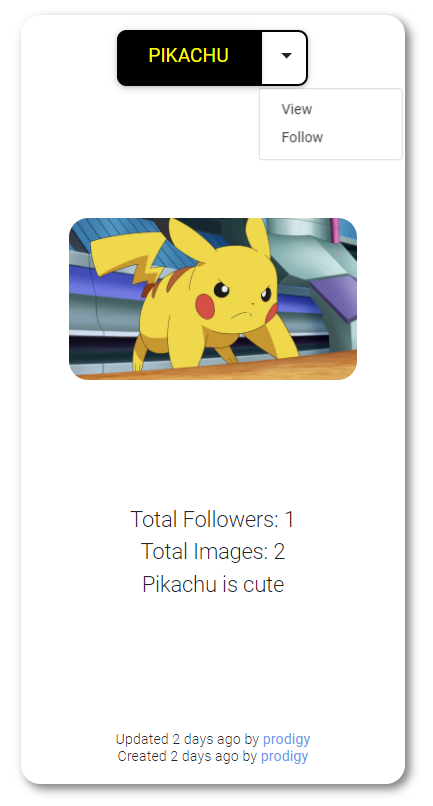 PIKACHU
View
Follow
Total Followers: 1
Total Images: 2
Pikachu is cute
Updated 2 days ago by prodigy
Created 2 days ago by prodigy